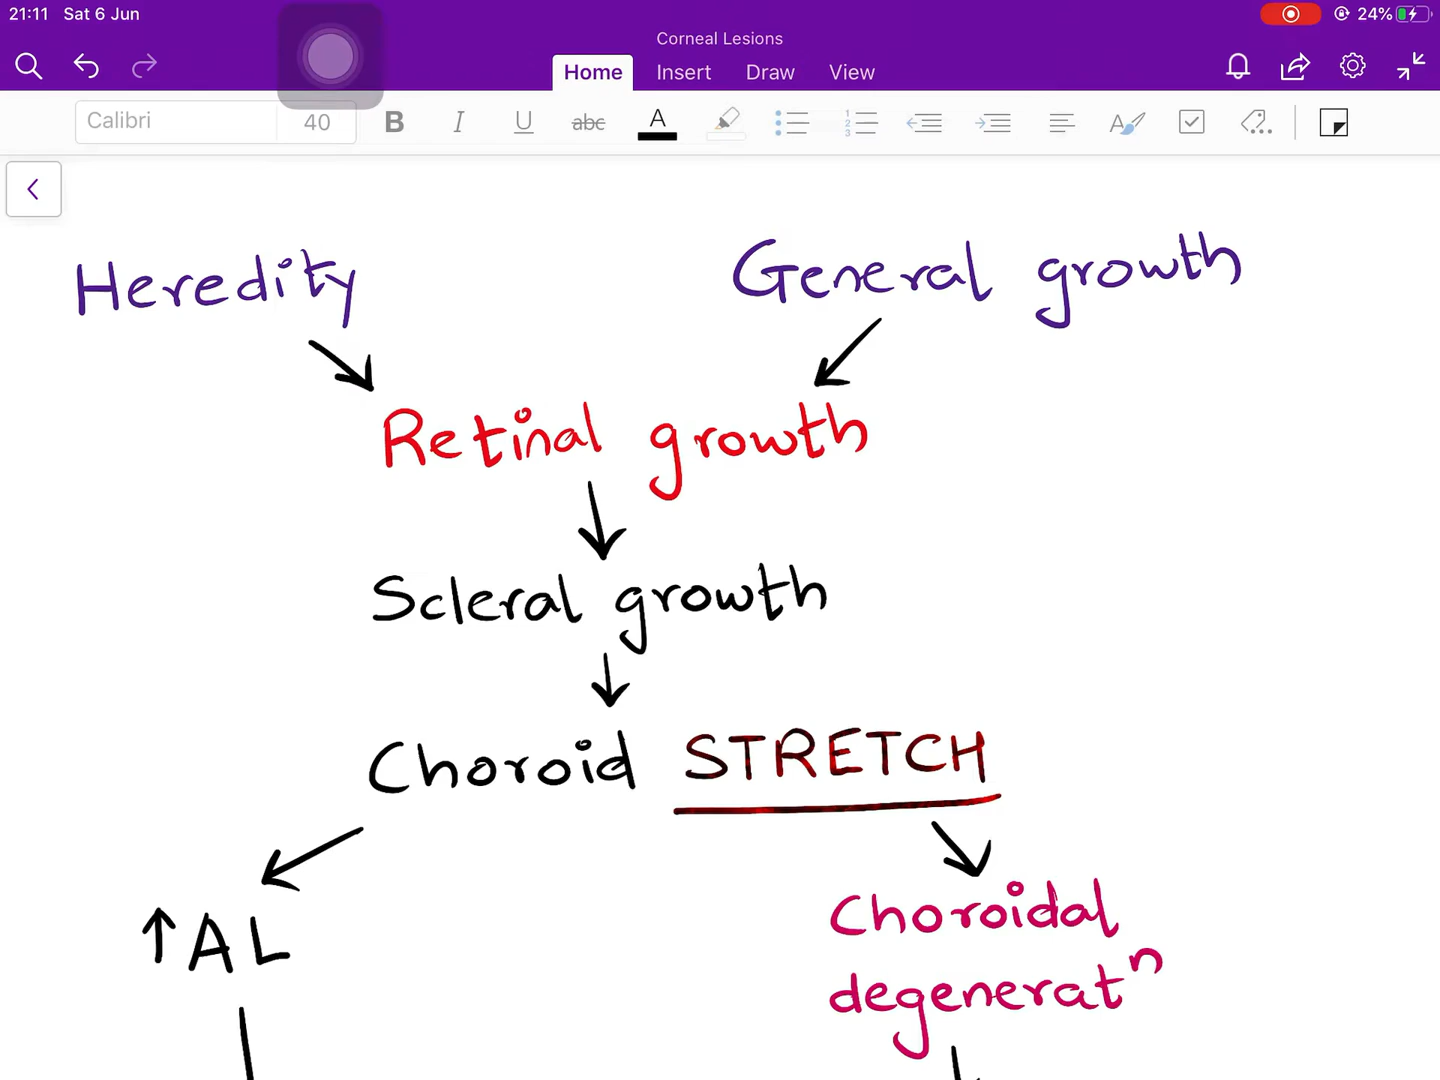 21:11 Sat 6 Jun 24%
Corneal Lesions
Home Insert Draw View
Calibri 40 B I U abc A
Heredity General growth
Retinal growth
Scleral growth
Choroid STRETCH
↑AL Choroidal
degeneratⁿ